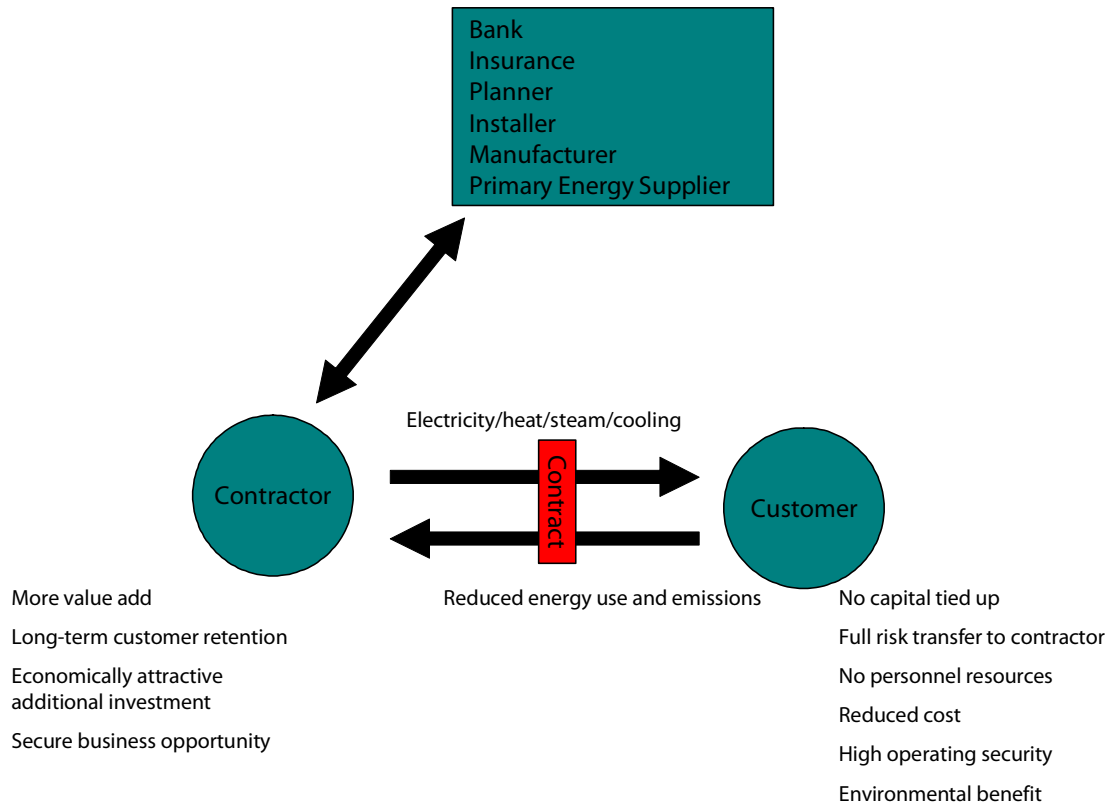 Bank
Insurance
Planner
Installer
Manufacturer
Primary Energy Supplier
Electricity/heat/steam/cooling
Contractor
Contract
Customer
Reduced energy use and emissions
More value add
Long-term customer retention
Economically attractive
additional investment
Secure business opportunity
No capital tied up
Full risk transfer to contractor
No personnel resources
Reduced cost
High operating security
Environmental benefit